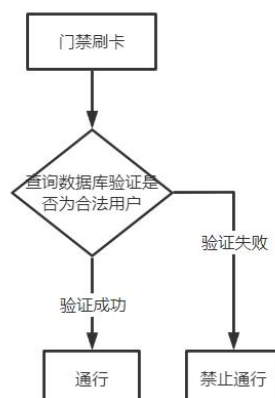 门禁刷卡
查询数据库验证是
否为合法用户
验证失败
验证成功
通行
禁止通行